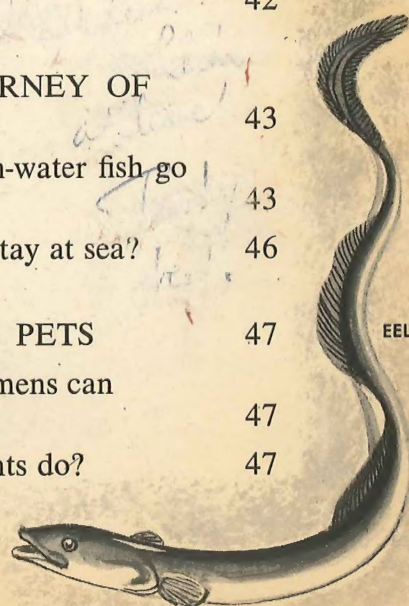 42
RNEY OF
43
n-water fish go
43
tay at sea? 46
PETS 47
mens can
47
nts do? 47
EEL